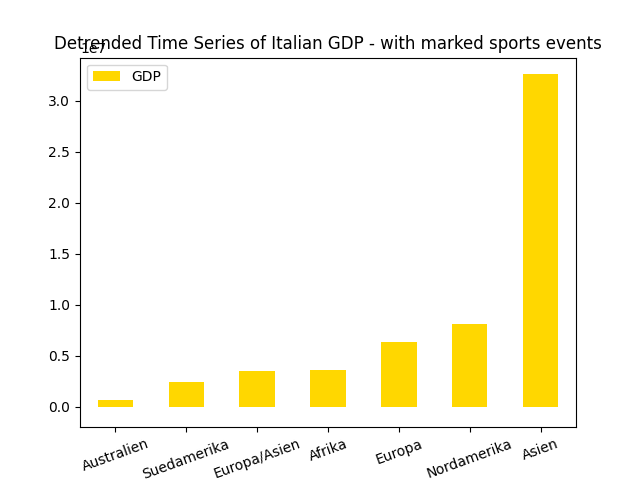 Detrended Time Series of Italian GDP - with marked sports events
1e7
GDP
3.0
2.5
2.0
1.5
1.0
0.5
0.0
Australien
Suedamerika
Europa/Asien
Afrika
Europa
Nordamerika
Asien